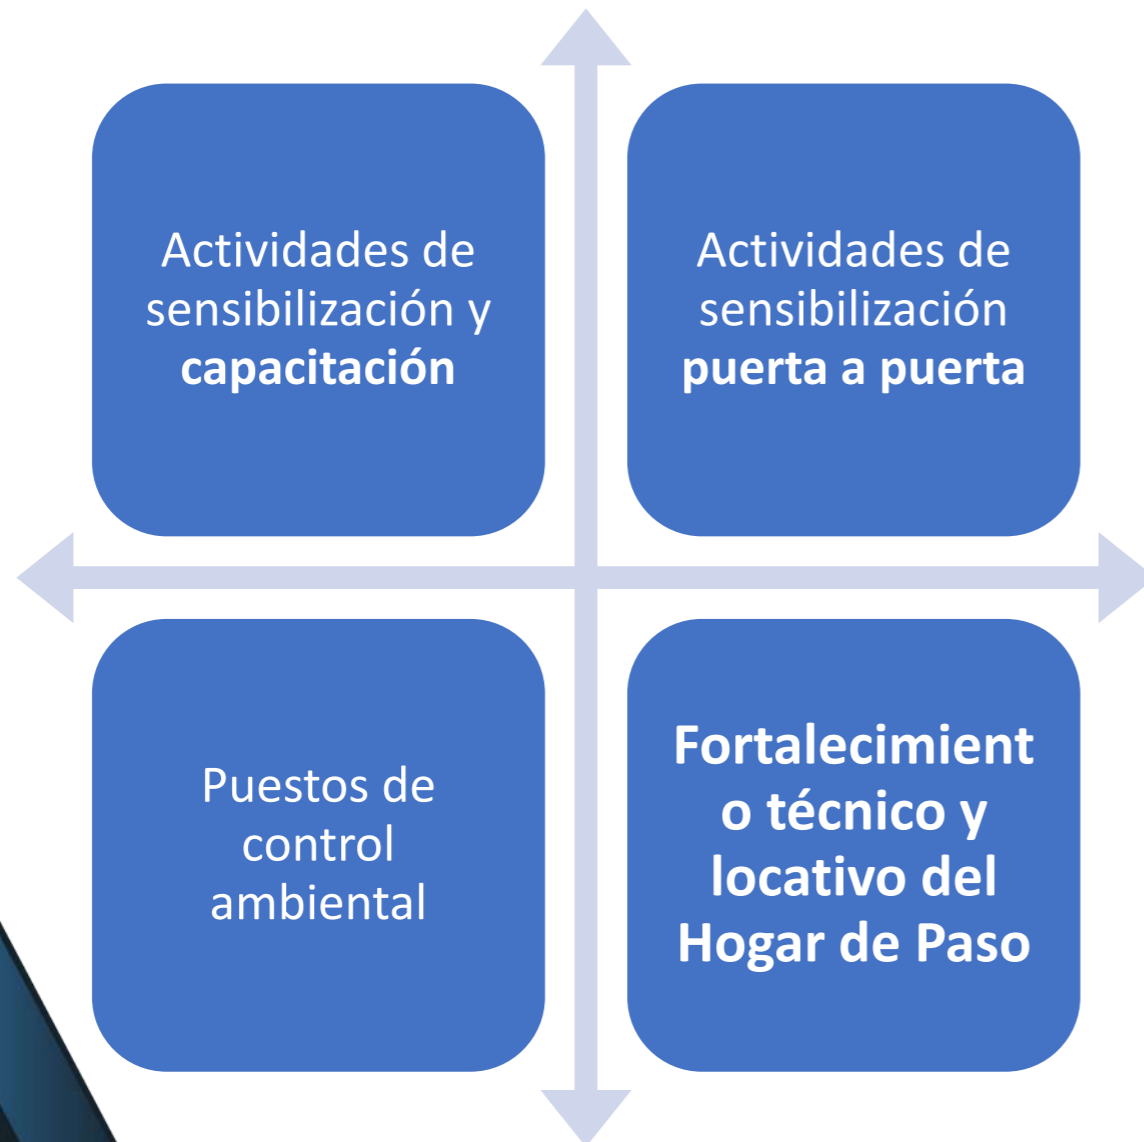 Actividades de
sensibilización y
capacitación
Actividades de
sensibilización
puerta a puerta
Puestos de
control
ambiental
Fortalecimient
o técnico y
locativo del
Hogar de Paso